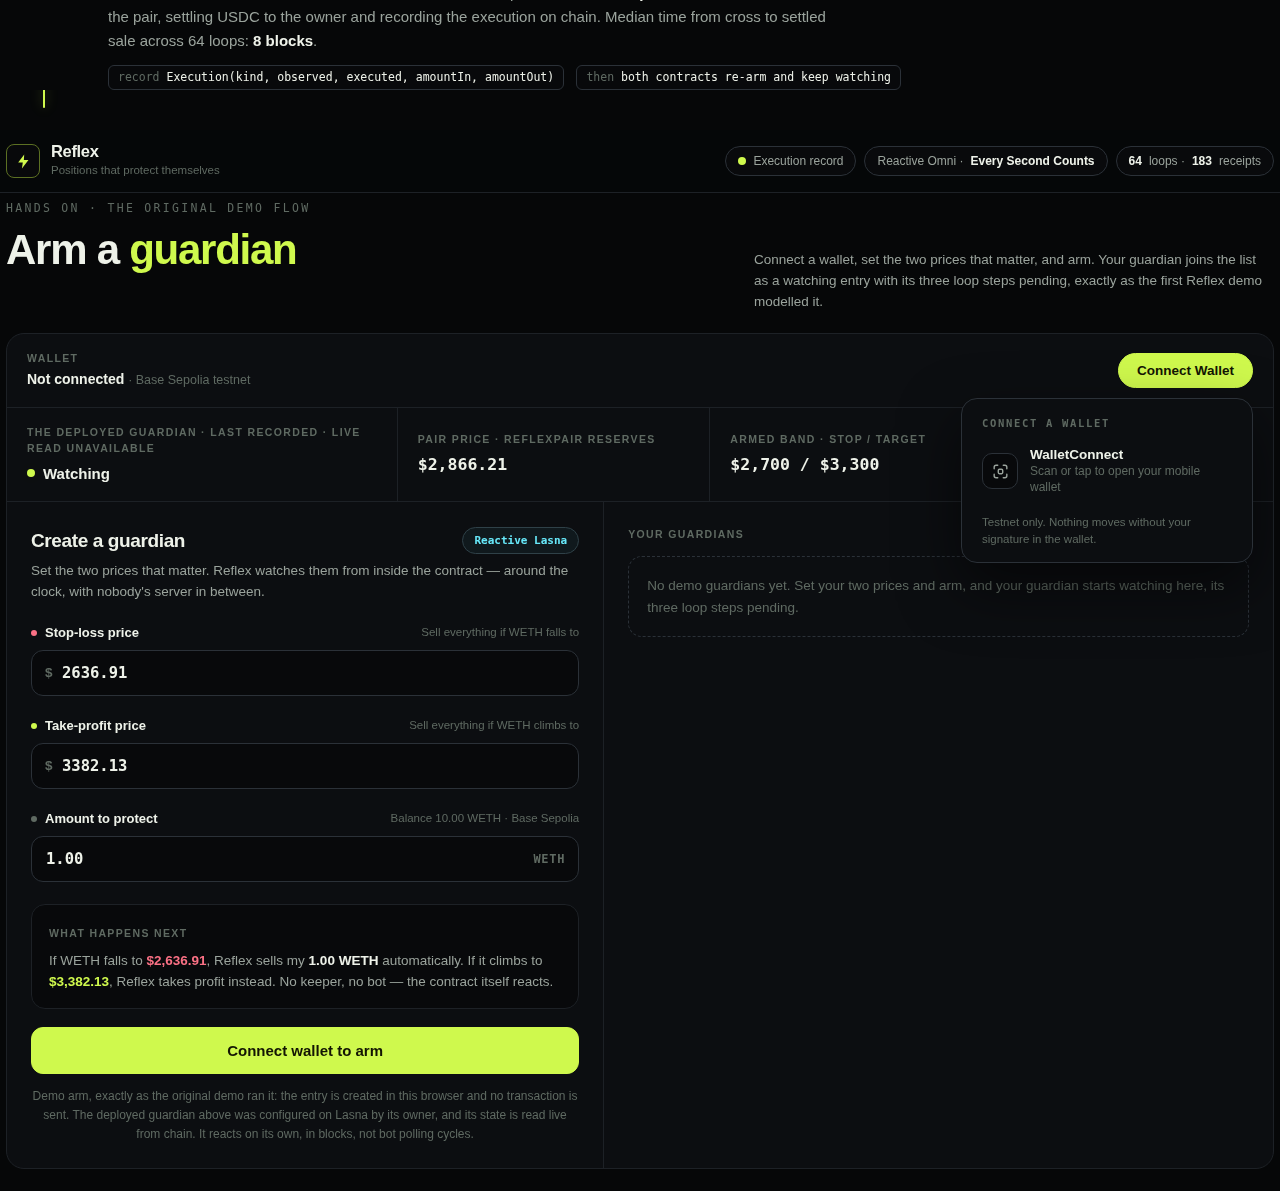 the pair, settling USDC to the owner and recording the execution on chain. Median time from cross to settled
sale across 64 loops: 8 blocks.
record Execution(kind, observed, executed, amountIn, amountOut)
then both contracts re-arm and keep watching
Reflex
Positions that protect themselves
Execution record
Reactive Omni · Every Second Counts
64 loops · 183 receipts
HANDS ON · THE ORIGINAL DEMO FLOW
Arm a guardian
Connect a wallet, set the two prices that matter, and arm. Your guardian joins the list
as a watching entry with its three loop steps pending, exactly as the first Reflex demo
modelled it.
WALLET
Not connected · Base Sepolia testnet
Connect Wallet
THE DEPLOYED GUARDIAN · LAST RECORDED · LIVE
READ UNAVAILABLE
Watching
PAIR PRICE · REFLEXPAIR RESERVES
$2,866.21
ARMED BAND · STOP / TARGET
$2,700 / $3,300
CONNECT A WALLET
WalletConnect
Scan or tap to open your mobile
wallet
Testnet only. Nothing moves without your
signature in the wallet.
Create a guardian
Reactive Lasna
Set the two prices that matter. Reflex watches them from inside the contract — around the
clock, with nobody's server in between.
Stop-loss price
Sell everything if WETH falls to
$ 2636.91
Take-profit price
Sell everything if WETH climbs to
$ 3382.13
Amount to protect
Balance 10.00 WETH · Base Sepolia
1.00 WETH
WHAT HAPPENS NEXT
If WETH falls to $2,636.91, Reflex sells my 1.00 WETH automatically. If it climbs to
$3,382.13, Reflex takes profit instead. No keeper, no bot — the contract itself reacts.
Connect wallet to arm
Demo arm, exactly as the original demo ran it: the entry is created in this browser and no transaction is
sent. The deployed guardian above was configured on Lasna by its owner, and its state is read live
from chain. It reacts on its own, in blocks, not bot polling cycles.
YOUR GUARDIANS
No demo guardians yet. Set your two prices and arm, and your guardian starts watching here, its
three loop steps pending.